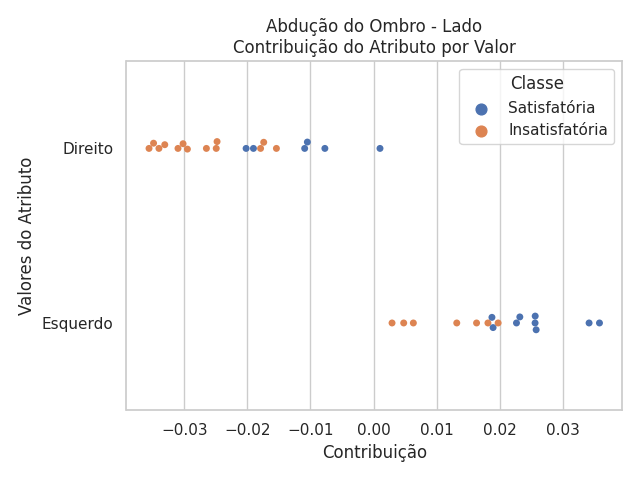 Abdução do Ombro - Lado
Contribuição do Atributo por Valor
Classe
Satisfatória
Insatisfatória
Valores do Atributo
Direito
Esquerdo
−0.03
−0.02
−0.01
0.00
0.01
0.02
0.03
Contribuição